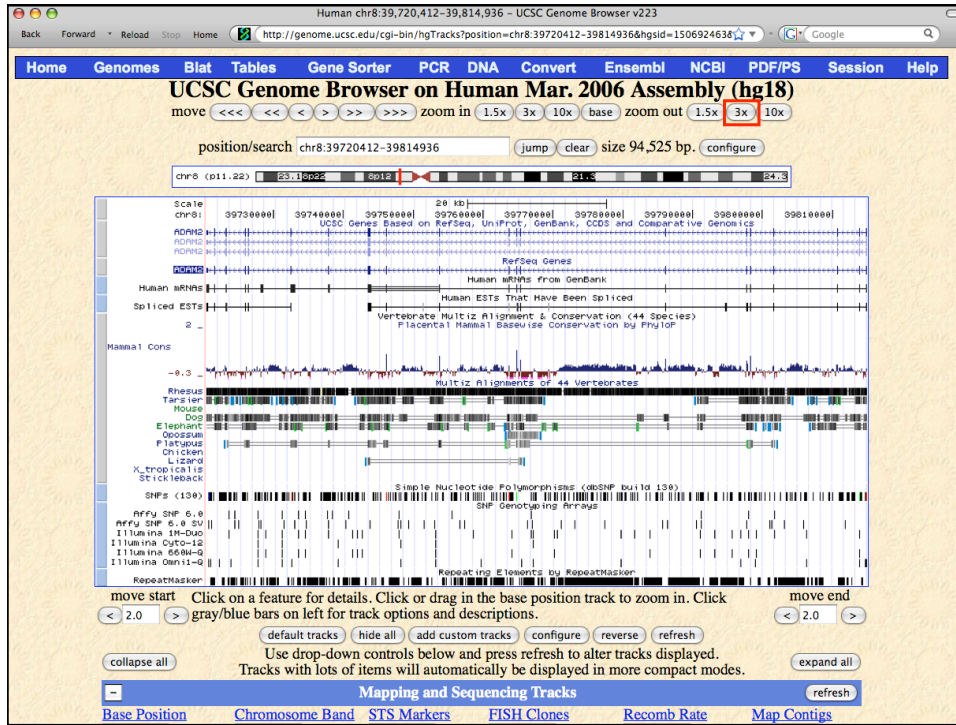 Human chr8:39,720,412-39,814,936 - UCSC Genome Browser v223
Back Forward Reload Stop Home http://genome.ucsc.edu/cgi-bin/hgTracks?position=chr8:39720412-39814936&hgsid=150692463& Google
Home Genomes Blat Tables Gene Sorter PCR DNA Convert Ensembl NCBI PDF/PS Session Help
UCSC Genome Browser on Human Mar. 2006 Assembly (hg18)
move <<< << < > >> >>> zoom in 1.5x 3x 10x base zoom out 1.5x 3x 10x
position/search chr8:39720412-39814936 jump clear size 94,525 bp. configure
chr8 (p11.22) 23.1 8p22 8p12 21.3 24.3
Scale 20 kb
chr8: 39730000 39740000 39750000 39760000 39770000 39780000 39790000 39800000 39810000
UCSC Genes Based on RefSeq, UniProt, GenBank, CCDS and Comparative Genomics
ADAM2
ADAM2
ADAM2
RefSeq Genes
ADAM2
Human mRNAs from GenBank
Human mRNAs
Human ESTs That Have Been Spliced
Spliced ESTs
Vertebrate Multiz Alignment & Conservation (44 Species)
Placental Mammal Basewise Conservation by PhyloP
2 _
Mammal Cons
-0.3 _
Multiz Alignments of 44 Vertebrates
Rhesus
Tarsier
Mouse
Dog
Elephant
Opossum
Platypus
Chicken
Lizard
X_tropicalis
Stickleback
Simple Nucleotide Polymorphisms (dbSNP build 130)
SNPs (130)
SNP Genotyping Arrays
Affy SNP 6.0
Affy SNP 6.0 SV
Illumina 1M-Duo
Illumina Cyto-12
Illumina 660W-Q
Illumina Omni1-Q
Repeating Elements by RepeatMasker
RepeatMasker
move start Click on a feature for details. Click or drag in the base position track to zoom in. Click move end
< 2.0 > gray/blue bars on left for track options and descriptions. < 2.0 >
default tracks hide all add custom tracks configure reverse refresh
collapse all Use drop-down controls below and press refresh to alter tracks displayed. expand all
Tracks with lots of items will automatically be displayed in more compact modes.
- Mapping and Sequencing Tracks refresh
Base Position Chromosome Band STS Markers FISH Clones Recomb Rate Map Contigs